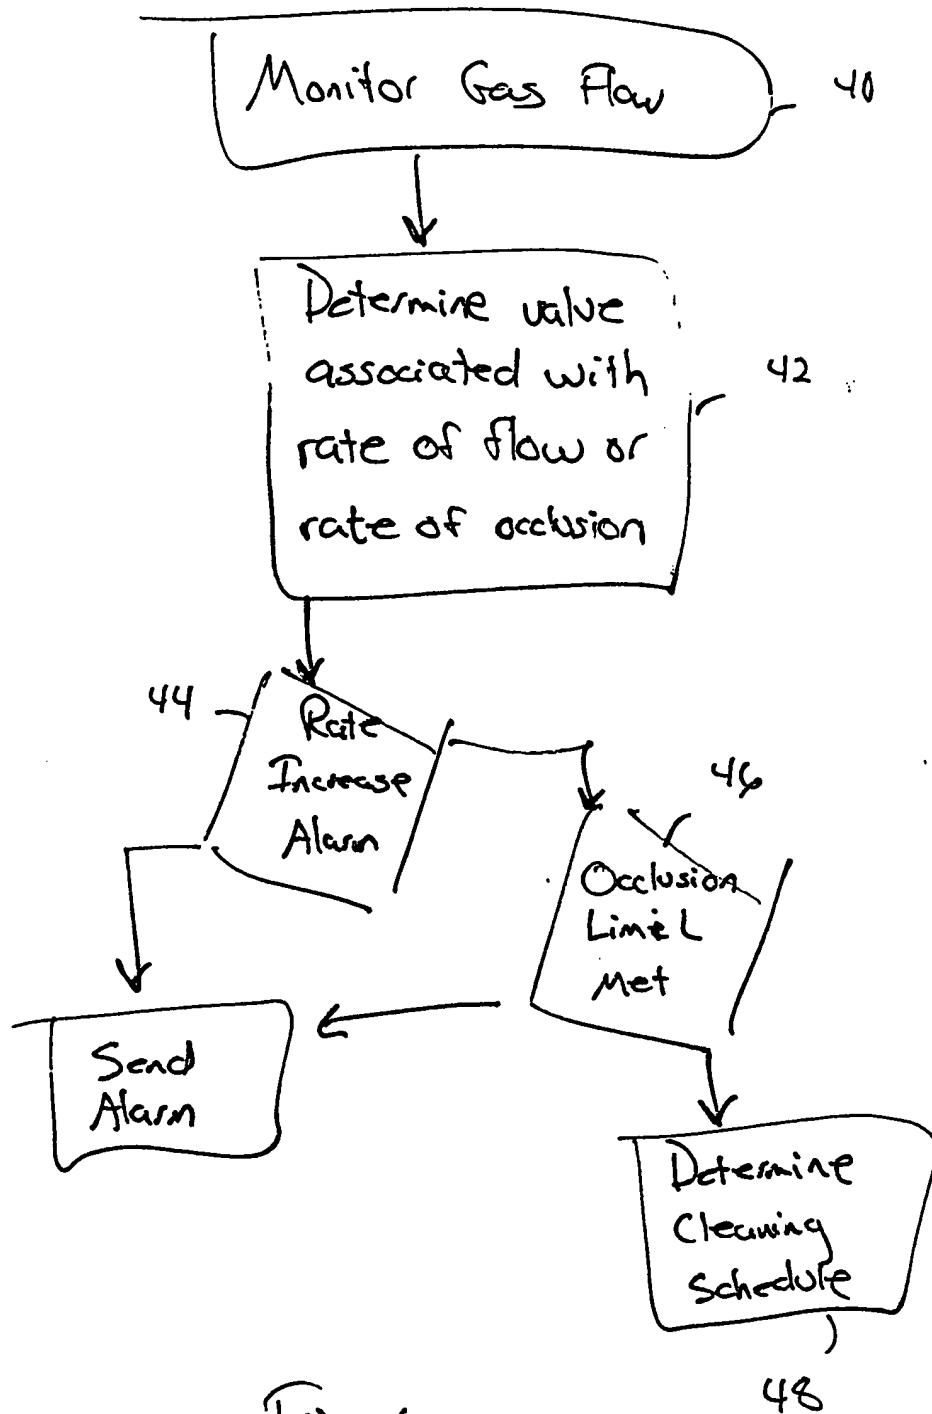 Monitor Gas Flow
40
Determine value
associated with
rate of flow or
rate of occlusion
42
44
Rate
Increase
Alarm
46
Occlusion
Limit
Met
Send
Alarm
Determine
Cleaning
Schedule
48